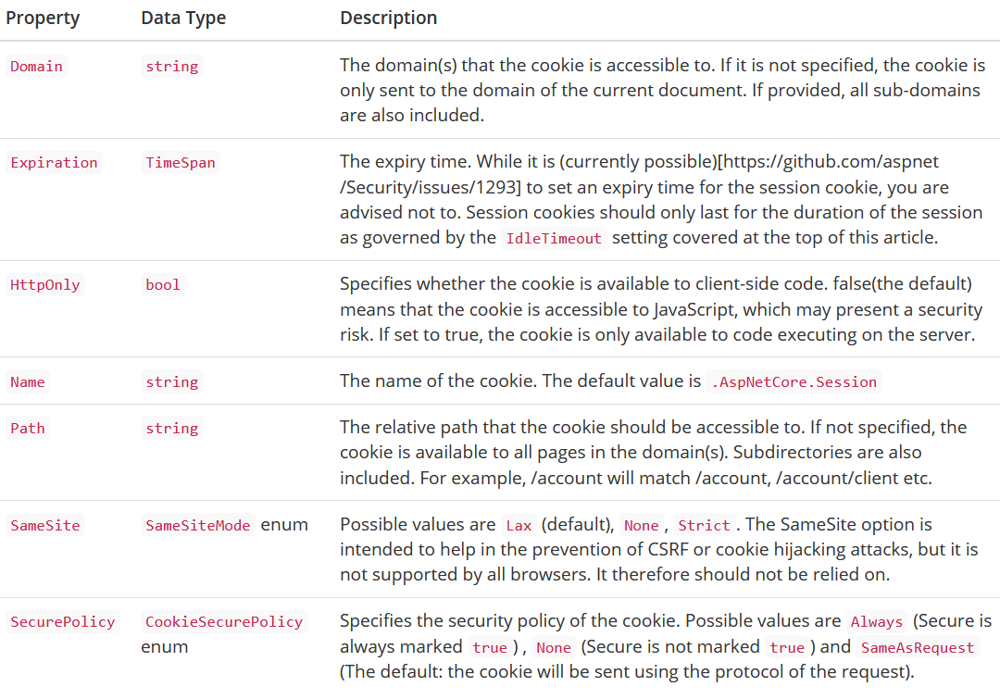 Property Data Type Description
Domain string The domain(s) that the cookie is accessible to. If it is not specified, the cookie is
only sent to the domain of the current document. If provided, all sub-domains
are also included.
Expiration TimeSpan The expiry time. While it is (currently possible)[https://github.com/aspnet
/Security/issues/1293] to set an expiry time for the session cookie, you are
advised not to. Session cookies should only last for the duration of the session
as governed by the IdleTimeout setting covered at the top of this article.
HttpOnly bool Specifies whether the cookie is available to client-side code. false(the default)
means that the cookie is accessible to JavaScript, which may present a security
risk. If set to true, the cookie is only available to code executing on the server.
Name string The name of the cookie. The default value is .AspNetCore.Session
Path string The relative path that the cookie should be accessible to. If not specified, the
cookie is available to all pages in the domain(s). Subdirectories are also
included. For example, /account will match /account, /account/client etc.
SameSite SameSiteMode enum Possible values are Lax (default), None , Strict . The SameSite option is
intended to help in the prevention of CSRF or cookie hijacking attacks, but it is
not supported by all browsers. It therefore should not be relied on.
SecurePolicy CookieSecurePolicy Specifies the security policy of the cookie. Possible values are Always (Secure is
enum always marked true ) , None (Secure is not marked true ) and SameAsRequest
(The default: the cookie will be sent using the protocol of the request).